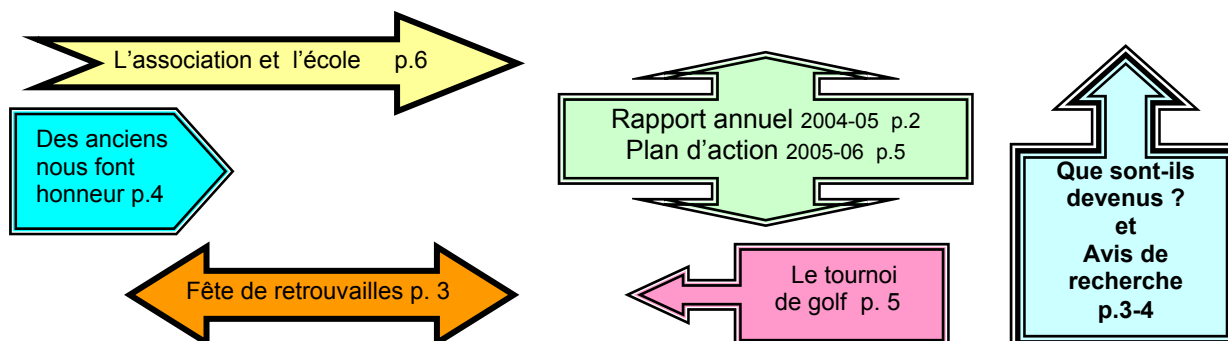 L'association et l'école p.6
Des anciens
nous font
honneur p.4
Fête de retrouvailles p. 3
Rapport annuel 2004-05 p.2
Plan d'action 2005-06 p.5
Le tournoi
de golf p. 5
Que sont-ils
devenus ?
et
Avis de
recherche
p.3-4